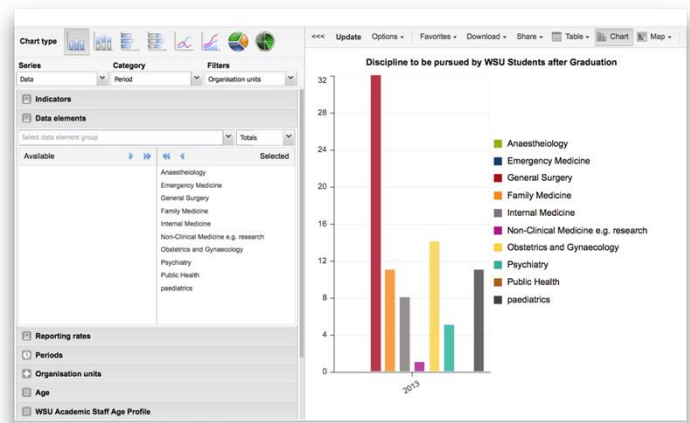 Chart type
Series Category Filters
Data Period Organisation units
Indicators
Data elements
Select data element group Totals
Available Selected
Anaestheiology
Emergency Medicine
General Surgery
Family Medicine
Internal Medicine
Non-Clinical Medicine e.g. research
Obstetrics and Gynaecology
Psychiatry
Public Health
paediatrics
Reporting rates
Periods
Organisation units
Age
WSU Academic Staff Age Profile
<<< Update Options Favorites Download Share Table Chart Map
Discipline to be pursued by WSU Students after Graduation
32
28
24
20
16
12
8
4
0
2013
Anaestheiology
Emergency Medicine
General Surgery
Family Medicine
Internal Medicine
Non-Clinical Medicine e.g. research
Obstetrics and Gynaecology
Psychiatry
Public Health
paediatrics